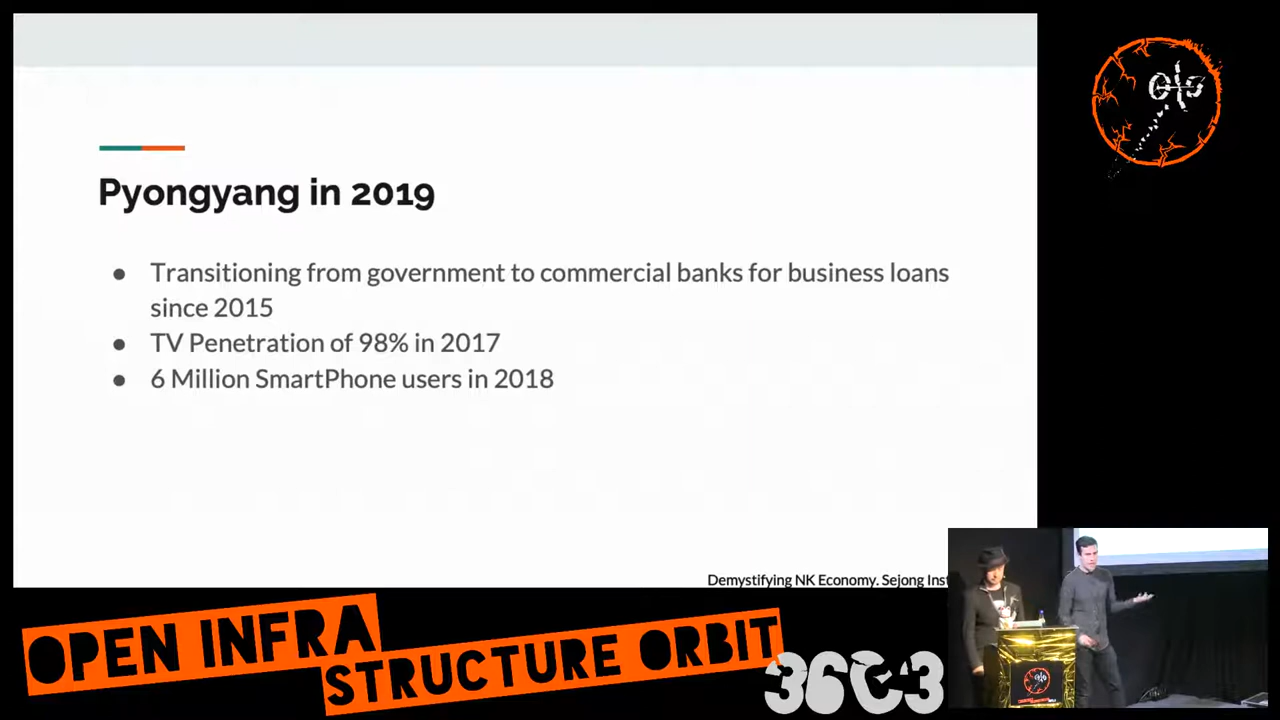 OIO
Pyongyang in 2019
● Transitioning from government to commercial banks for business loans
since 2015
● TV Penetration of 98% in 2017
● 6 Million SmartPhone users in 2018
Demystifying NK Economy. Sejong
OPEN INFRA
STRUCTURE ORBIT
36C3